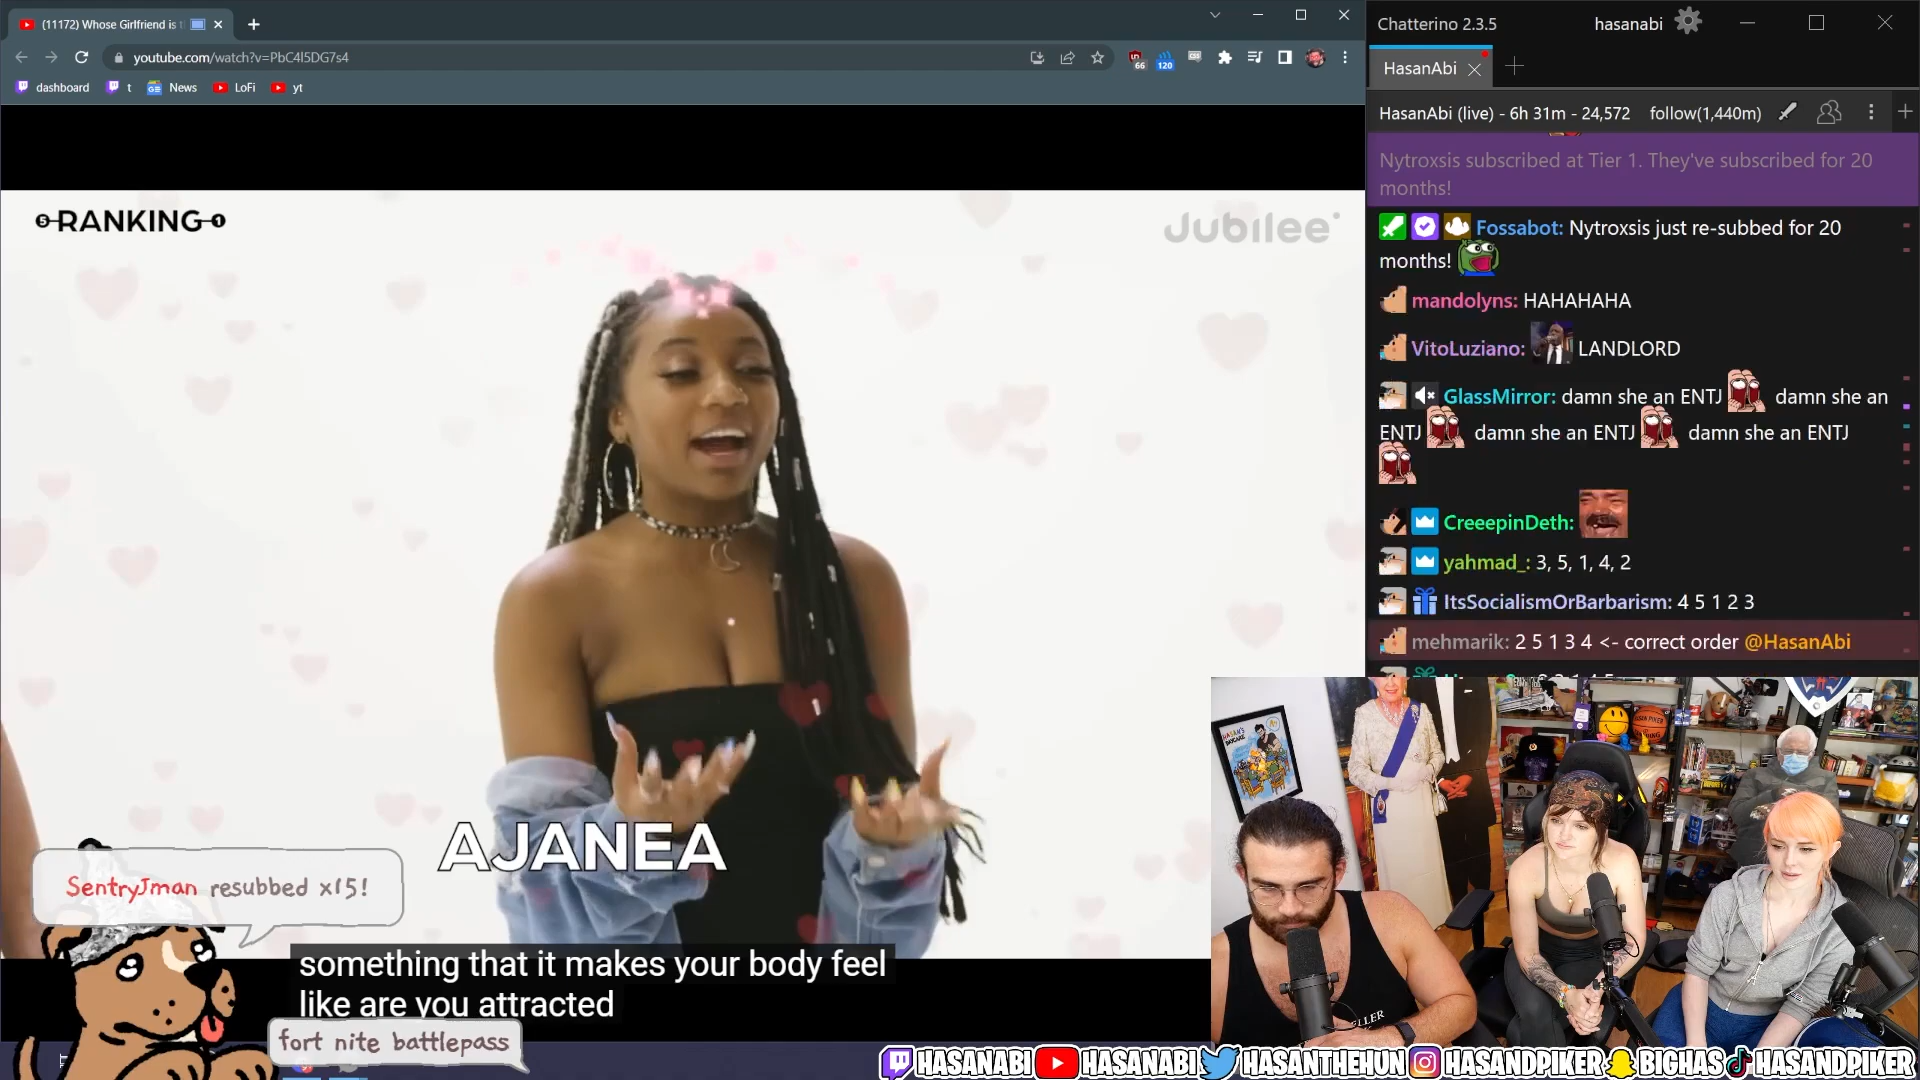 (11172) Whose Girlfriend is
youtube.com/watch?v=PbC4l5DG7s4
66
120
dashboard
t
News
LoFi
yt
RANKING
Jubilee
AJANEA
SentryJman resubbed x15!
something that it makes your body feel
like are you attracted
fort nite battlepass
Chatterino 2.3.5
hasanabi
HasanAbi
HasanAbi (live) - 6h 31m - 24,572
follow(1,440m)
Nytroxsis subscribed at Tier 1. They've subscribed for 20
months!
Fossabot: Nytroxsis just re-subbed for 20
months!
mandolyns: HAHAHAHA
VitoLuziano: LANDLORD
GlassMirror: damn she an ENTJ damn she an
ENTJ damn she an ENTJ damn she an ENTJ
CreeepinDeth:
yahmad_: 3, 5, 1, 4, 2
ItsSocialismOrBarbarism: 4 5 1 2 3
mehmarik: 2 5 1 3 4 <- correct order @HasanAbi
HASANABI HASANABI HASANTHEHUN HASANDPIKER BIGHAS HASANDPIKER